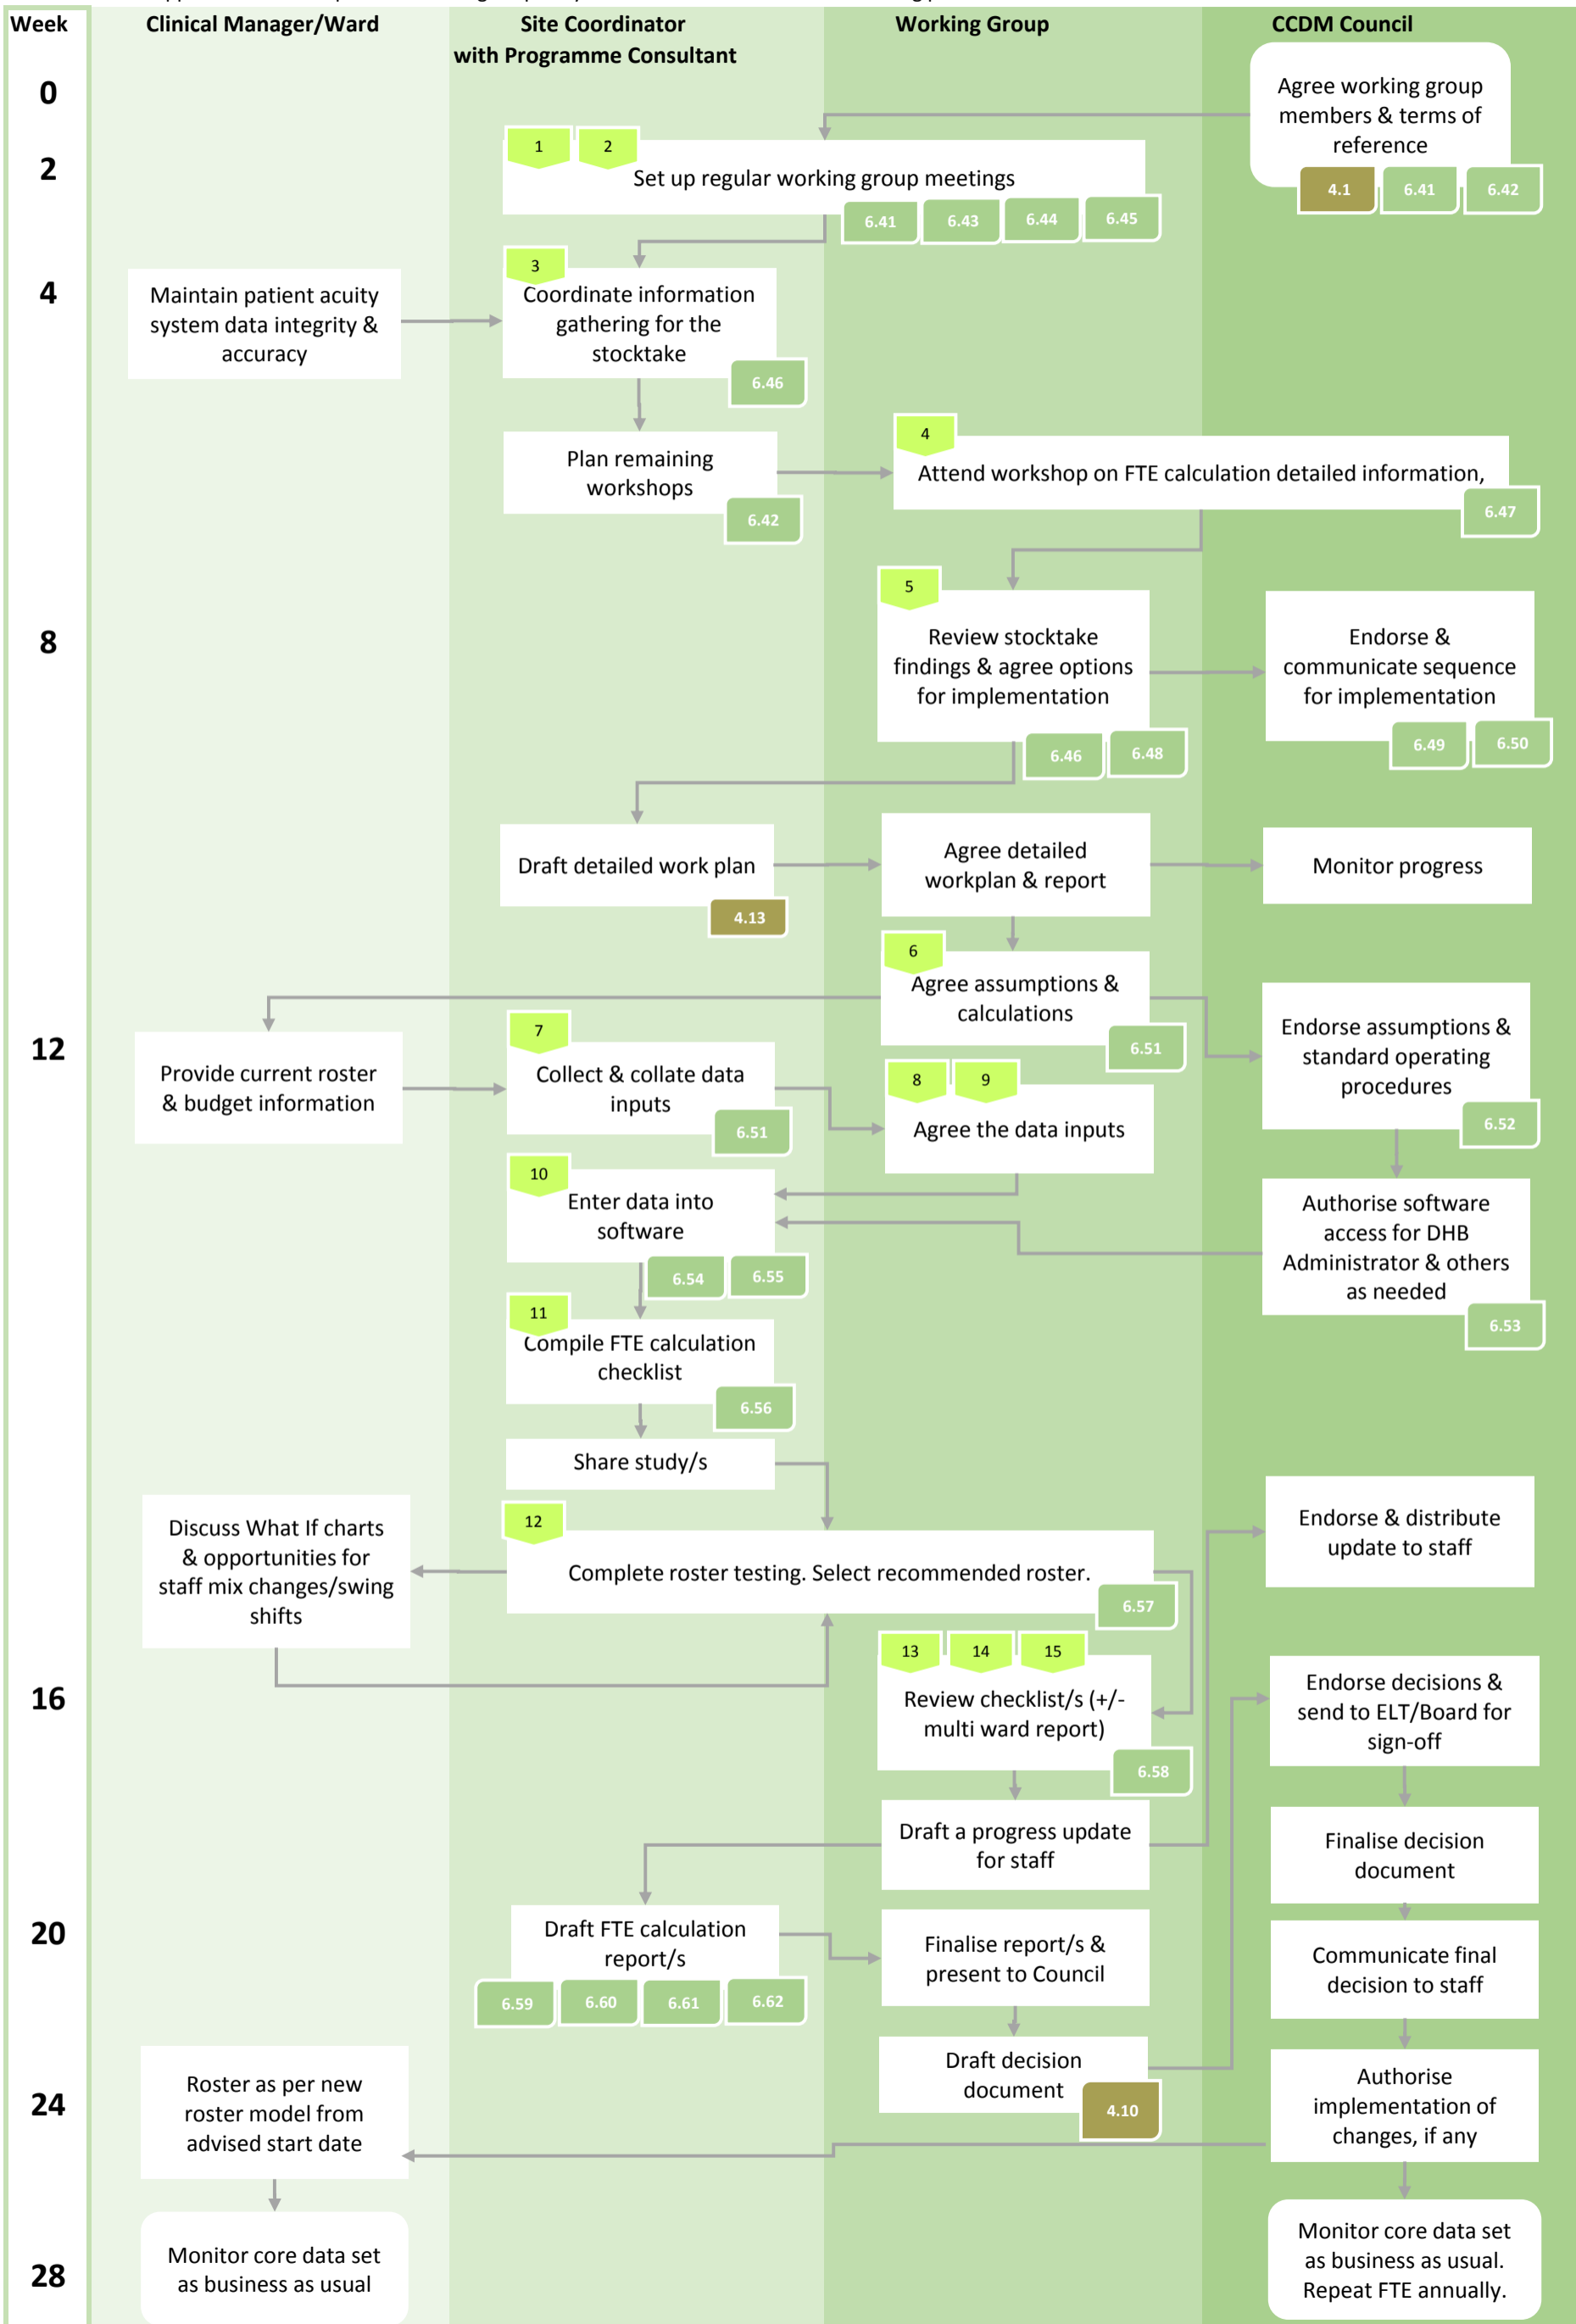 Week
Clinical Manager/Ward
Site Coordinator
with Programme Consultant
Working Group
CCDM Council
0
Agree working group
members & terms of
reference
4.1
6.41
6.42
2
1
2
Set up regular working group meetings
6.41
6.43
6.44
6.45
4
Maintain patient acuity
system data integrity &
accuracy
3
Coordinate information
gathering for the
stocktake
6.46
Plan remaining
workshops
6.42
4
Attend workshop on FTE calculation detailed information,
6.47
8
5
Review stocktake
findings & agree options
for implementation
6.46
6.48
Endorse &
communicate sequence
for implementation
6.49
6.50
Draft detailed work plan
4.13
Agree detailed
workplan & report
Monitor progress
6
Agree assumptions &
calculations
6.51
12
Provide current roster
& budget information
7
Collect & collate data
inputs
6.51
8
9
Agree the data inputs
Endorse assumptions &
standard operating
procedures
6.52
10
Enter data into
software
6.54
6.55
Authorise software
access for DHB
Administrator & others
as needed
6.53
11
Compile FTE calculation
checklist
6.56
Share study/s
Discuss What If charts
& opportunities for
staff mix changes/swing
shifts
12
Complete roster testing. Select recommended roster.
6.57
Endorse & distribute
update to staff
16
13
14
15
Review checklist/s (+/-
multi ward report)
6.58
Endorse decisions &
send to ELT/Board for
sign-off
Draft a progress update
for staff
Finalise decision
document
20
Draft FTE calculation
report/s
6.59
6.60
6.61
6.62
Finalise report/s &
present to Council
Communicate final
decision to staff
24
Roster as per new
roster model from
advised start date
Draft decision
document
4.10
Authorise
implementation of
changes, if any
28
Monitor core data set
as business as usual
Monitor core data set
as business as usual.
Repeat FTE annually.